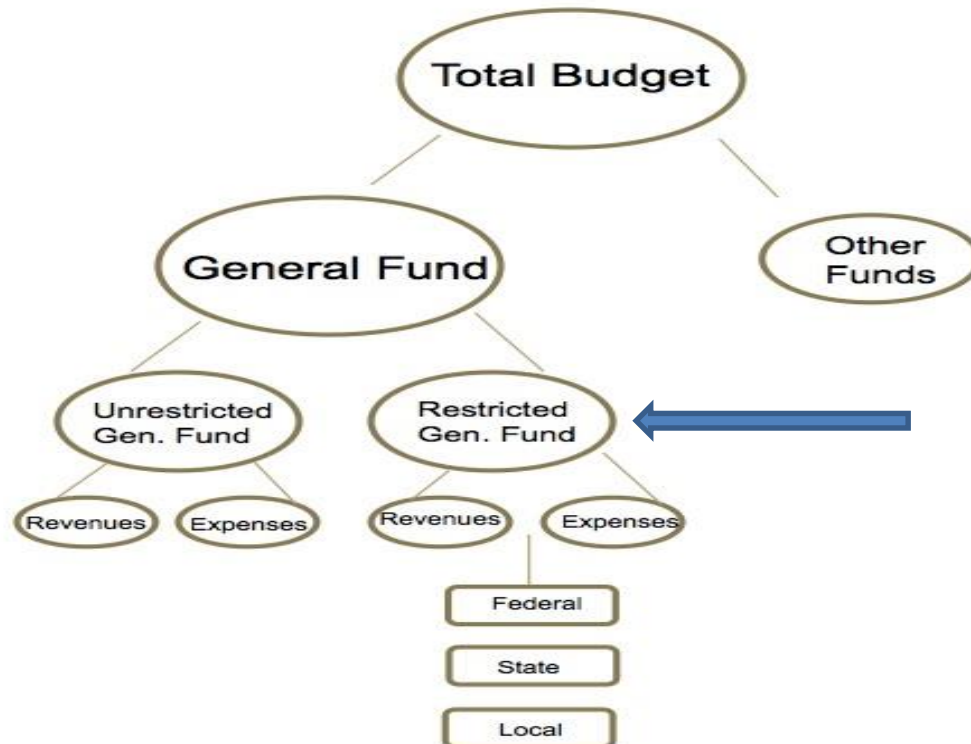 Total Budget
General Fund
Other
Funds
Unrestricted
Gen. Fund
Restricted
Gen. Fund
Revenues
Expenses
Revenues
Expenses
Federal
State
Local